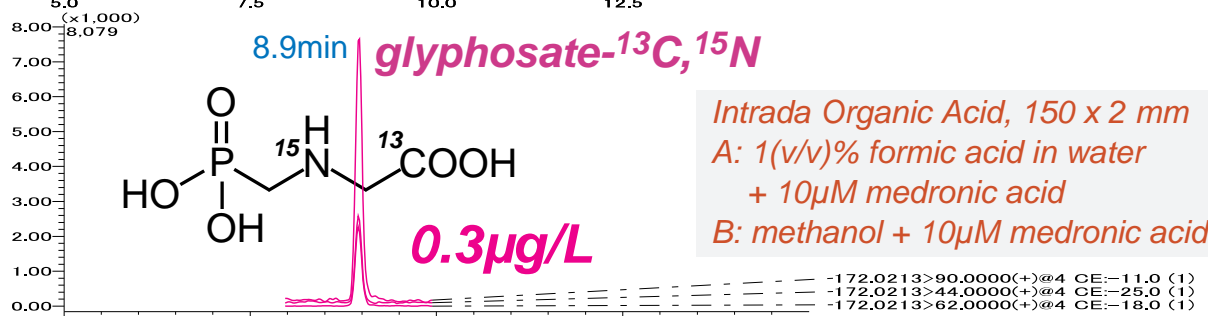 5.0 7.5 10.0 12.5
(x1,000)
8.00 8.079
7.00
6.00
5.00
4.00
3.00
2.00
1.00
0.00
8.9min glyphosate-¹³C,¹⁵N
O
P
HO
OH
¹⁵N
H
¹³COOH
0.3µg/L
Intrada Organic Acid, 150 x 2 mm
A: 1(v/v)% formic acid in water
+ 10µM medronic acid
B: methanol + 10µM medronic acid
-172.0213>90.0000(+)@4 CE:-11.0 (1)
-172.0213>44.0000(+)@4 CE:-25.0 (1)
-172.0213>62.0000(+)@4 CE:-18.0 (1)